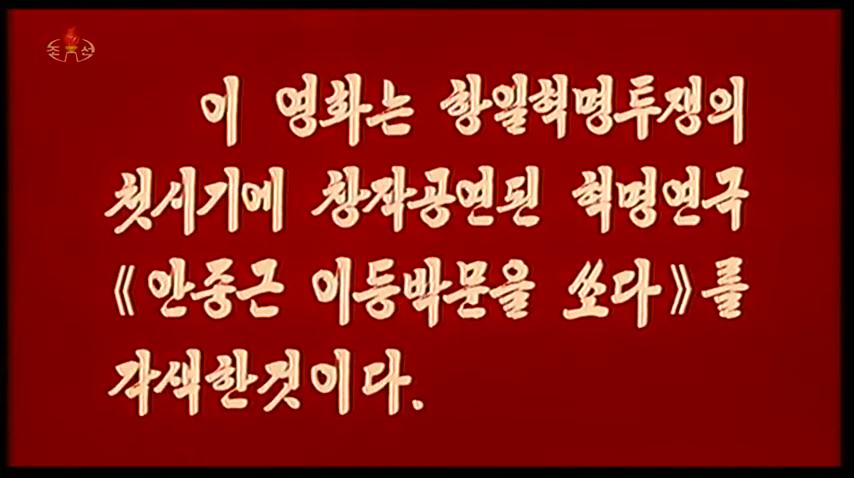 조선
이 영화는 항일혁명투쟁의
첫시기에 창작공연된 혁명연극
《안중근 이등박문을 쏘다》를
각색한것이다.